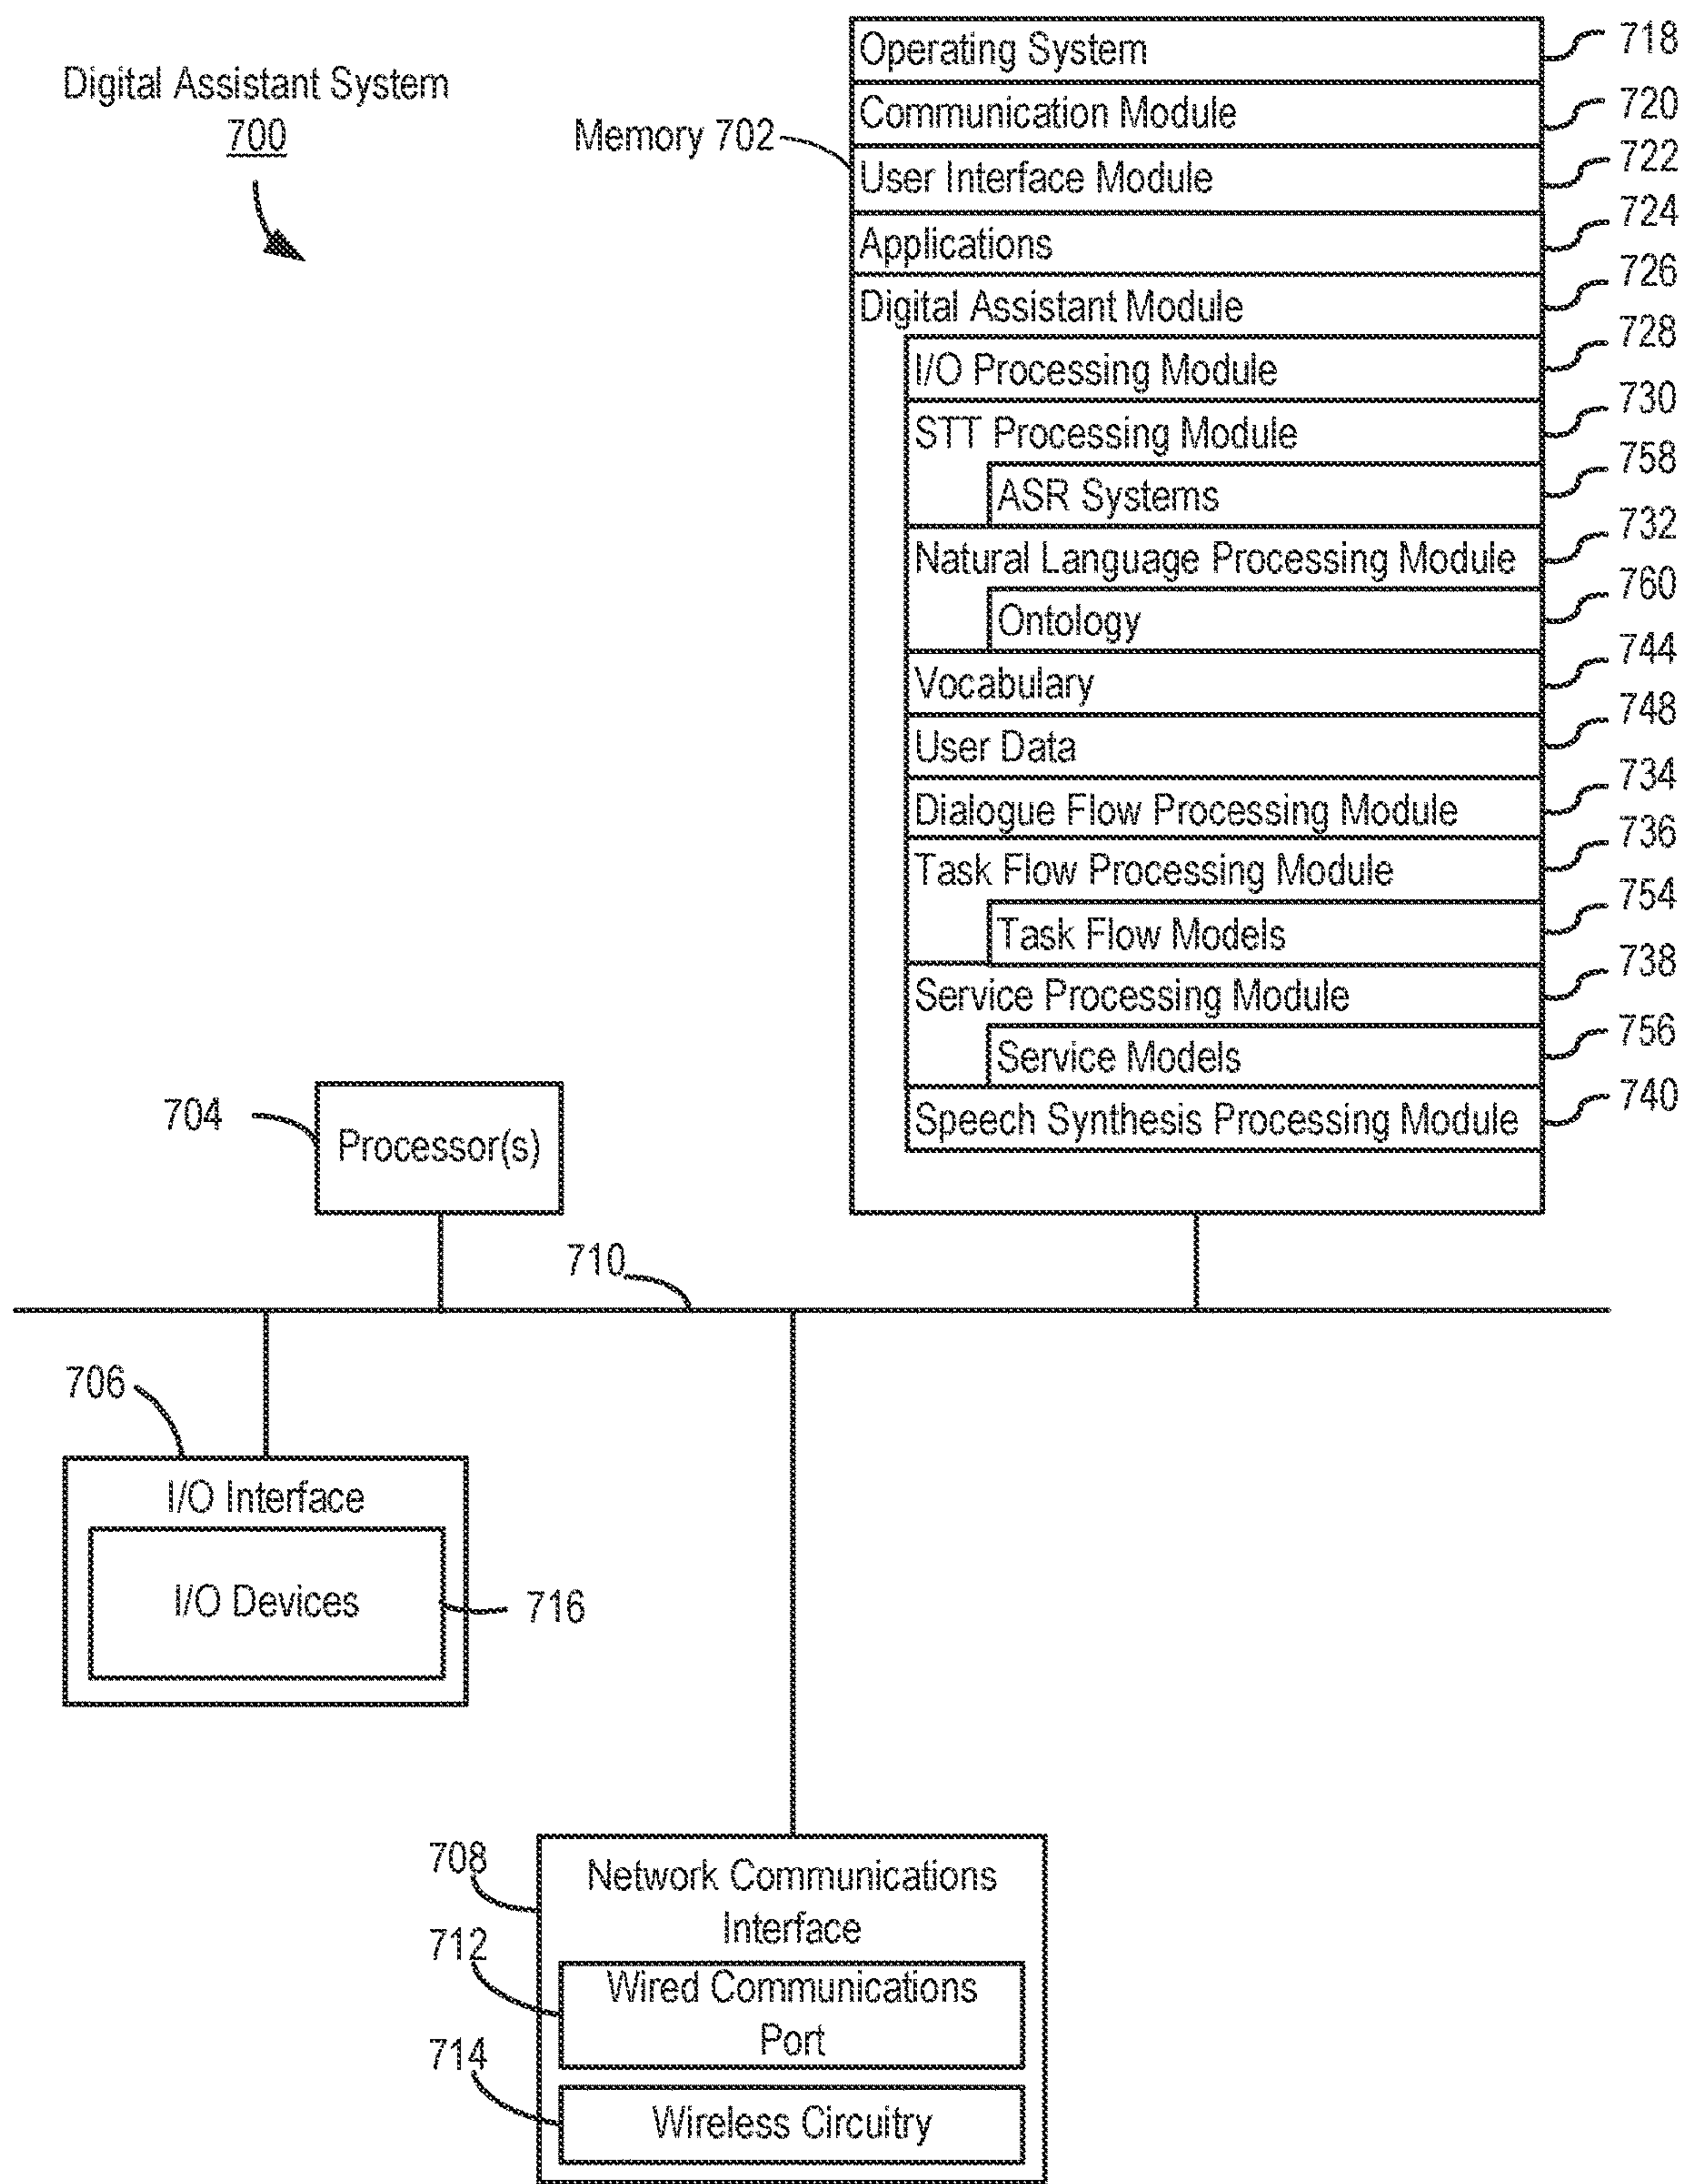 Digital Assistant System
700
Memory 702
Operating System 718
Communication Module 720
User Interface Module 722
Applications 724
Digital Assistant Module 726
I/O Processing Module 728
STT Processing Module 730
ASR Systems 758
Natural Language Processing Module 732
Ontology 760
Vocabulary 744
User Data 748
Dialogue Flow Processing Module 734
Task Flow Processing Module 736
Task Flow Models 754
Service Processing Module 738
Service Models 756
Speech Synthesis Processing Module 740
704
Processor(s)
710
706
I/O Interface
I/O Devices
716
708
Network Communications
Interface
712
Wired Communications
Port
714
Wireless Circuitry